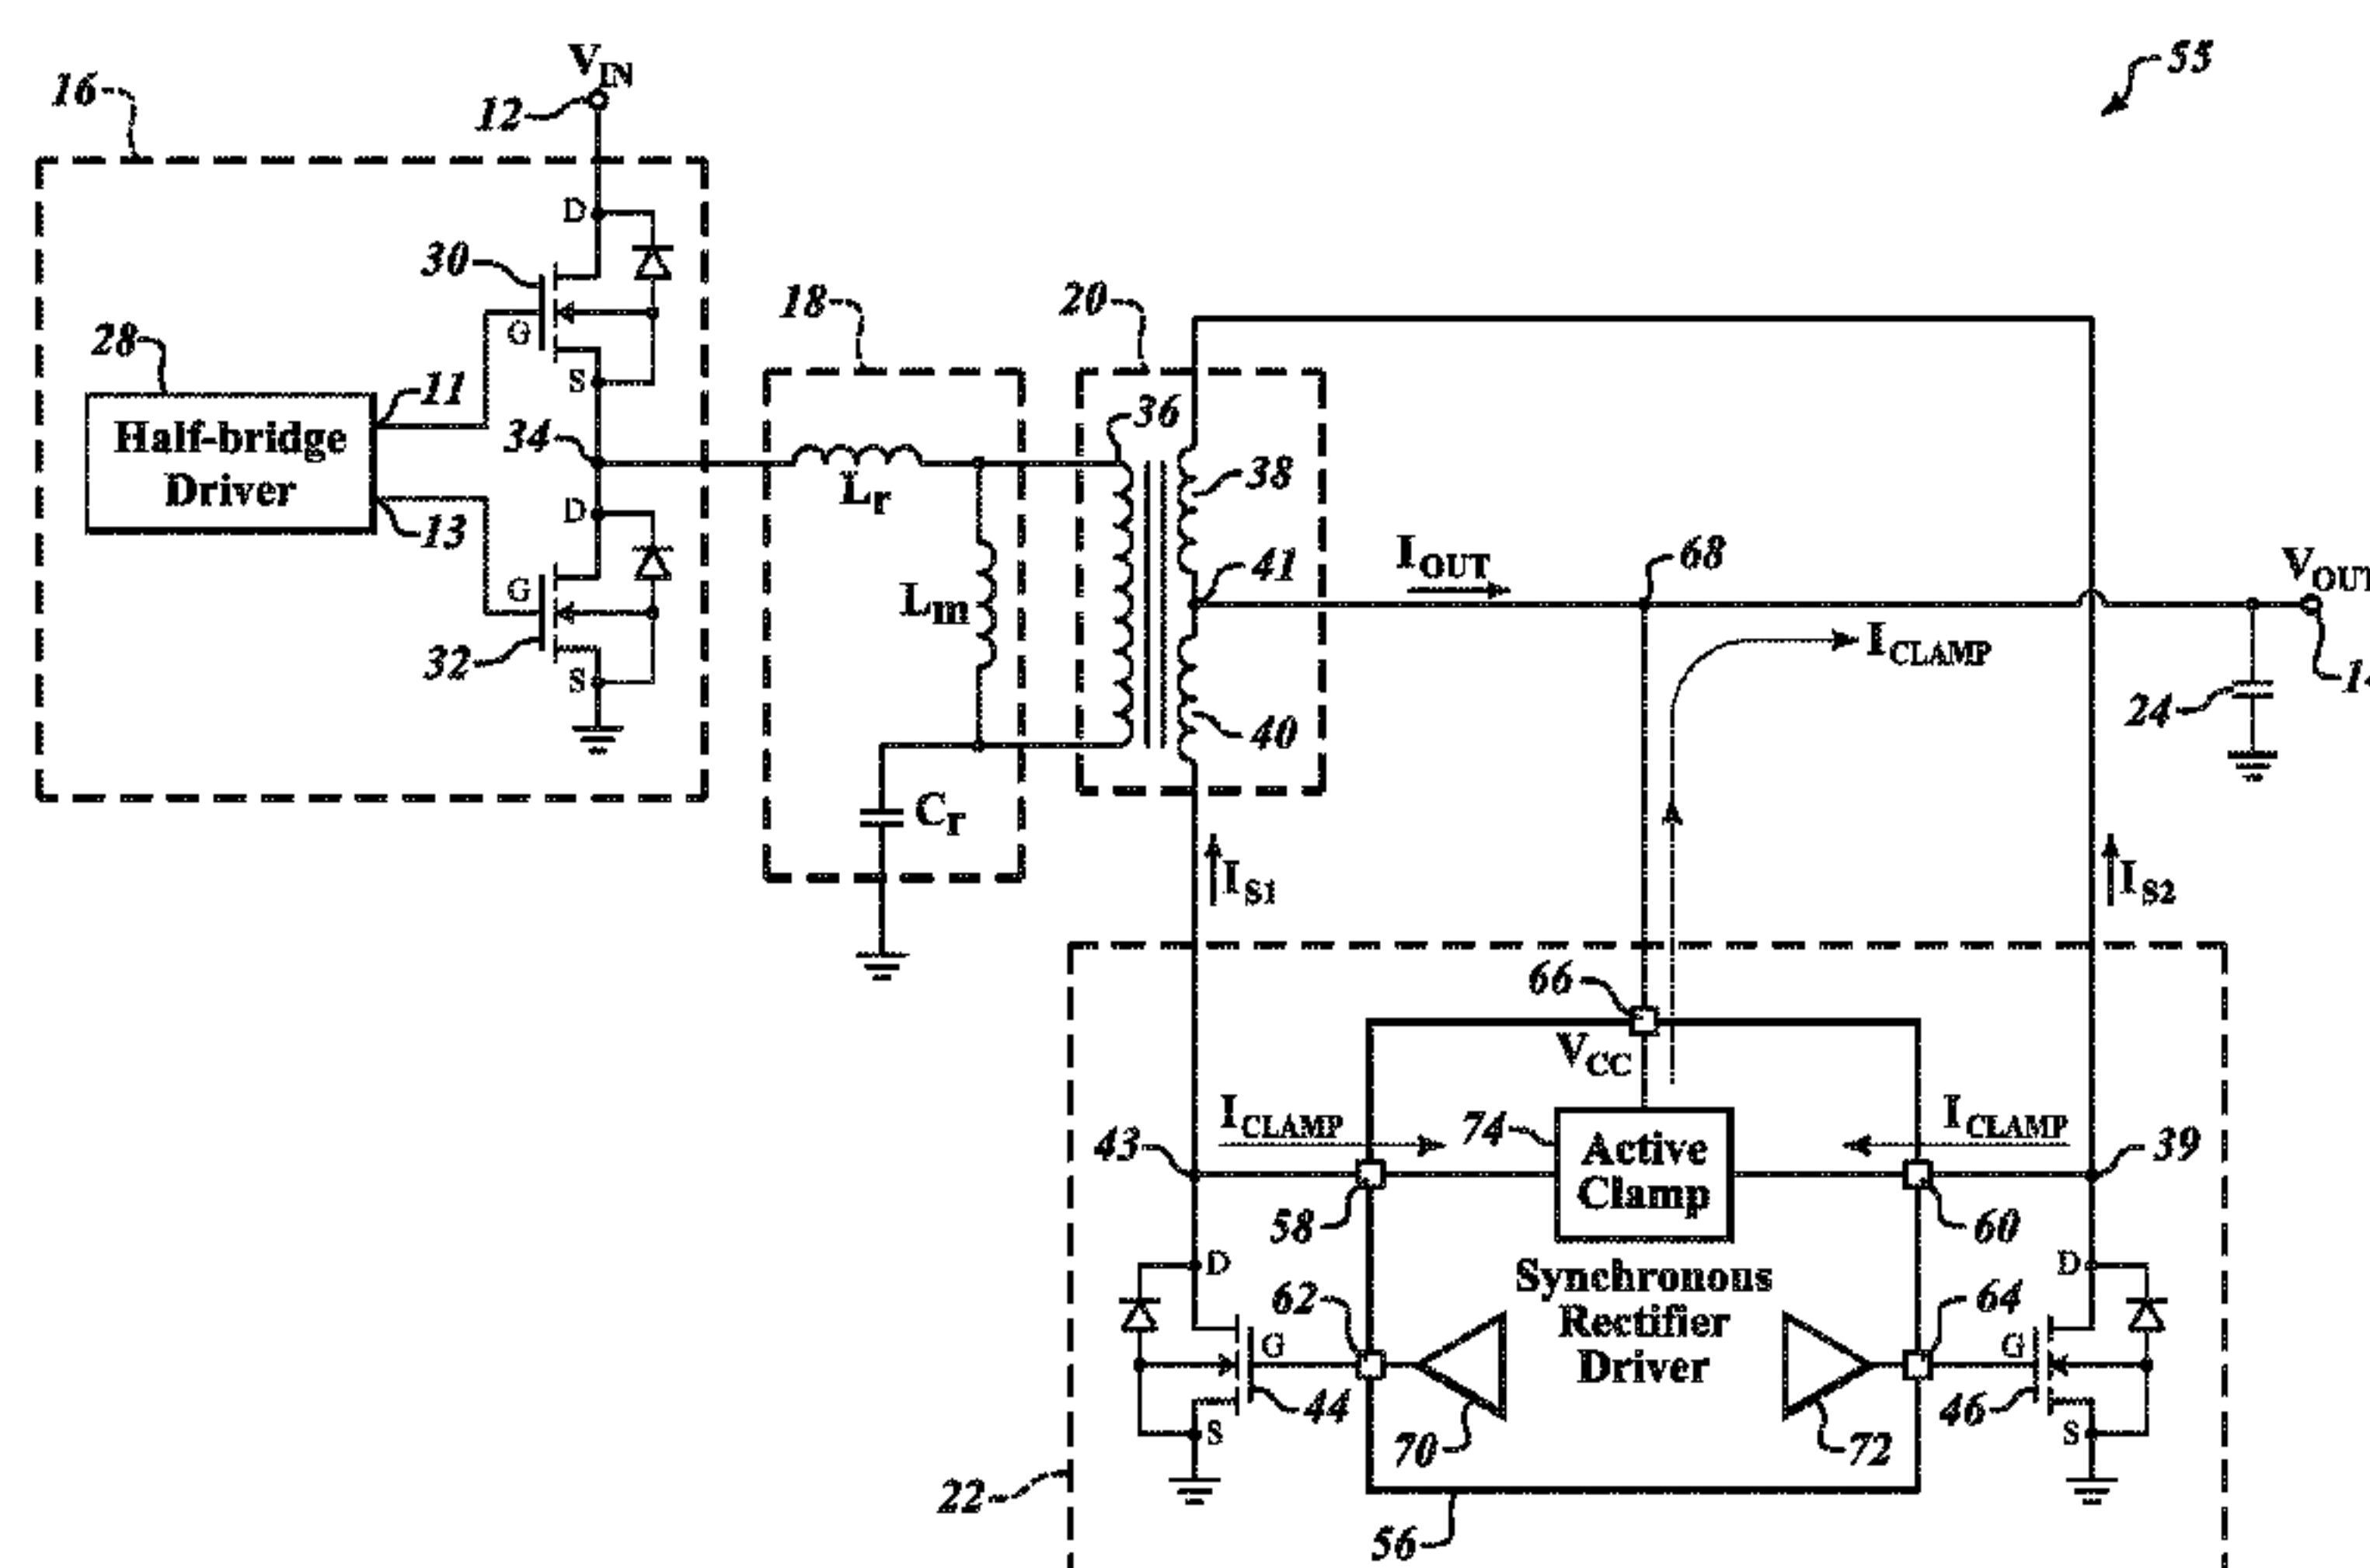 55
16
V_IN
12
D
30
G
S
28
11
Half-bridge
Driver
13
34
D
G
32
S
18
L_r
L_m
C_r
20
36
38
41
40
I_OUT
68
V_OUT
I_CLAMP
24
I_S1
I_S2
66
V_CC
I_CLAMP
I_CLAMP
43
74
Active
Clamp
39
58
60
D
Synchronous
Rectifier
Driver
D
62
64
G
G
44
46
S
70
72
S
22
56